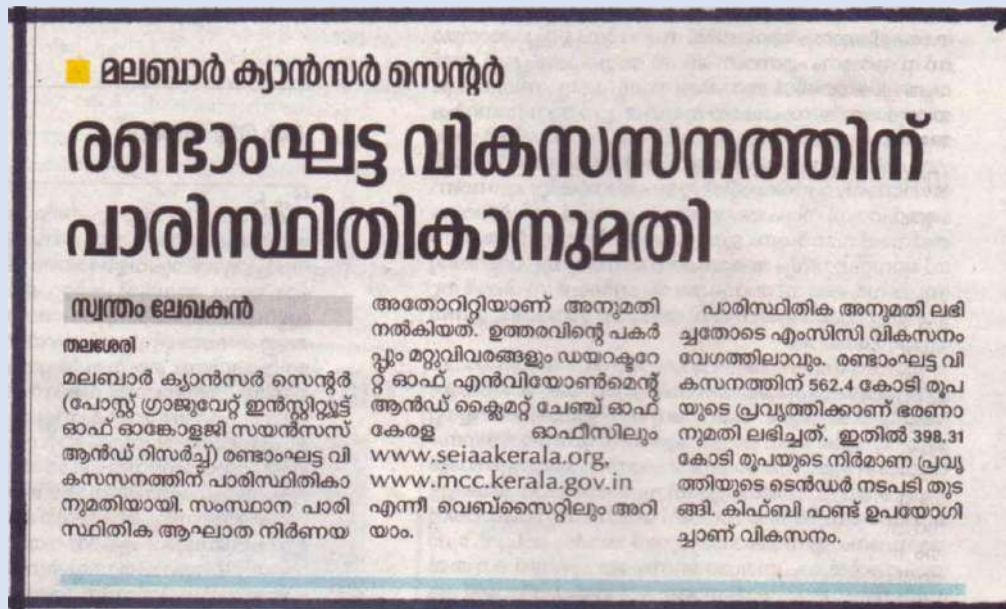 മലബാർ ക്യാൻസർ സെന്റർ
രണ്ടാംഘട്ട വികസസനത്തിന്
പാരിസ്ഥിതികാനുമതി
സ്വന്തം ലേഖകൻ
തലശേരി
മലബാർ ക്യാൻസർ സെന്റർ
(പോസ്റ്റ് ഗ്രാജുവേറ്റ് ഇൻസ്റ്റിറ്റ്യൂട്ട്
ഓഫ് ഓങ്കോളജി സയൻസസ്
ആൻഡ് റിസർച്ച്) രണ്ടാംഘട്ട വി
കസനത്തിന് പാരിസ്ഥിതികാ
നുമതിയായി. സംസ്ഥാന പാരി
സ്ഥിതിക ആഘാത നിർണയ
അതോറിറ്റിയാണ് അനുമതി
നൽകിയത്. ഉത്തരവിന്റെ പകർ
പ്പും മറ്റുവിവരങ്ങളും ഡയറക്ടറേ
റ്റ് ഓഫ് എൻവിയോൺമെന്റ്
ആൻഡ് ക്ലൈമറ്റ് ചേഞ്ച് ഓഫ്
കേരള ഓഫീസിലും
www.seiaakerala.org,
www.mcc.kerala.gov.in
എന്നീ വെബ്സൈറ്റിലും അറി
യാം.
പാരിസ്ഥിതിക അനുമതി ലഭി
ച്ചതോടെ എംസിസി വികസനം
വേഗത്തിലാവും. രണ്ടാംഘട്ട വി
കസനത്തിന് 562.4 കോടി രൂപ
യുടെ പ്രവൃത്തിക്കാണ് ഭരണാ
നുമതി ലഭിച്ചത്. ഇതിൽ 398.31
കോടി രൂപയുടെ നിർമാണ പ്രവൃ
ത്തിയുടെ ടെൻഡർ നടപടി തുട
ങ്ങി. കിഫ്ബി ഫണ്ട് ഉപയോഗി
ച്ചാണ് വികസനം.